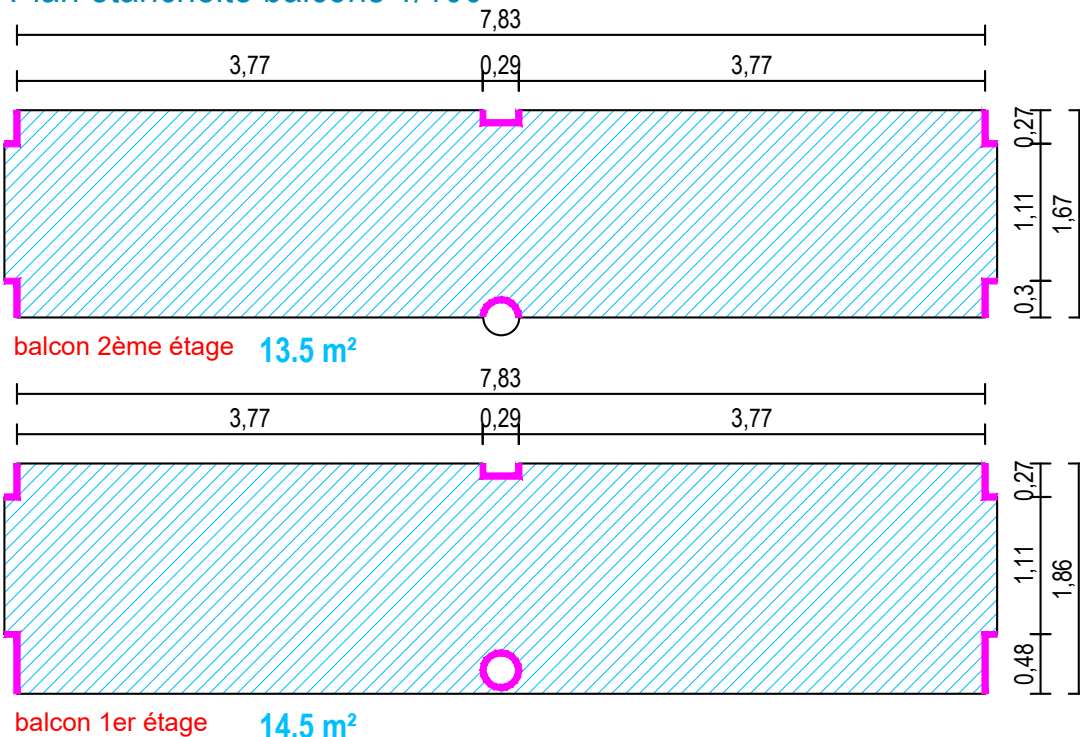 7,83
3,77 0,29 3,77
0,27
1,11
1,67
0,3
balcon 2ème étage 13.5 m²
7,83
3,77 0,29 3,77
0,27
1,11
1,86
0,48
balcon 1er étage 14.5 m²